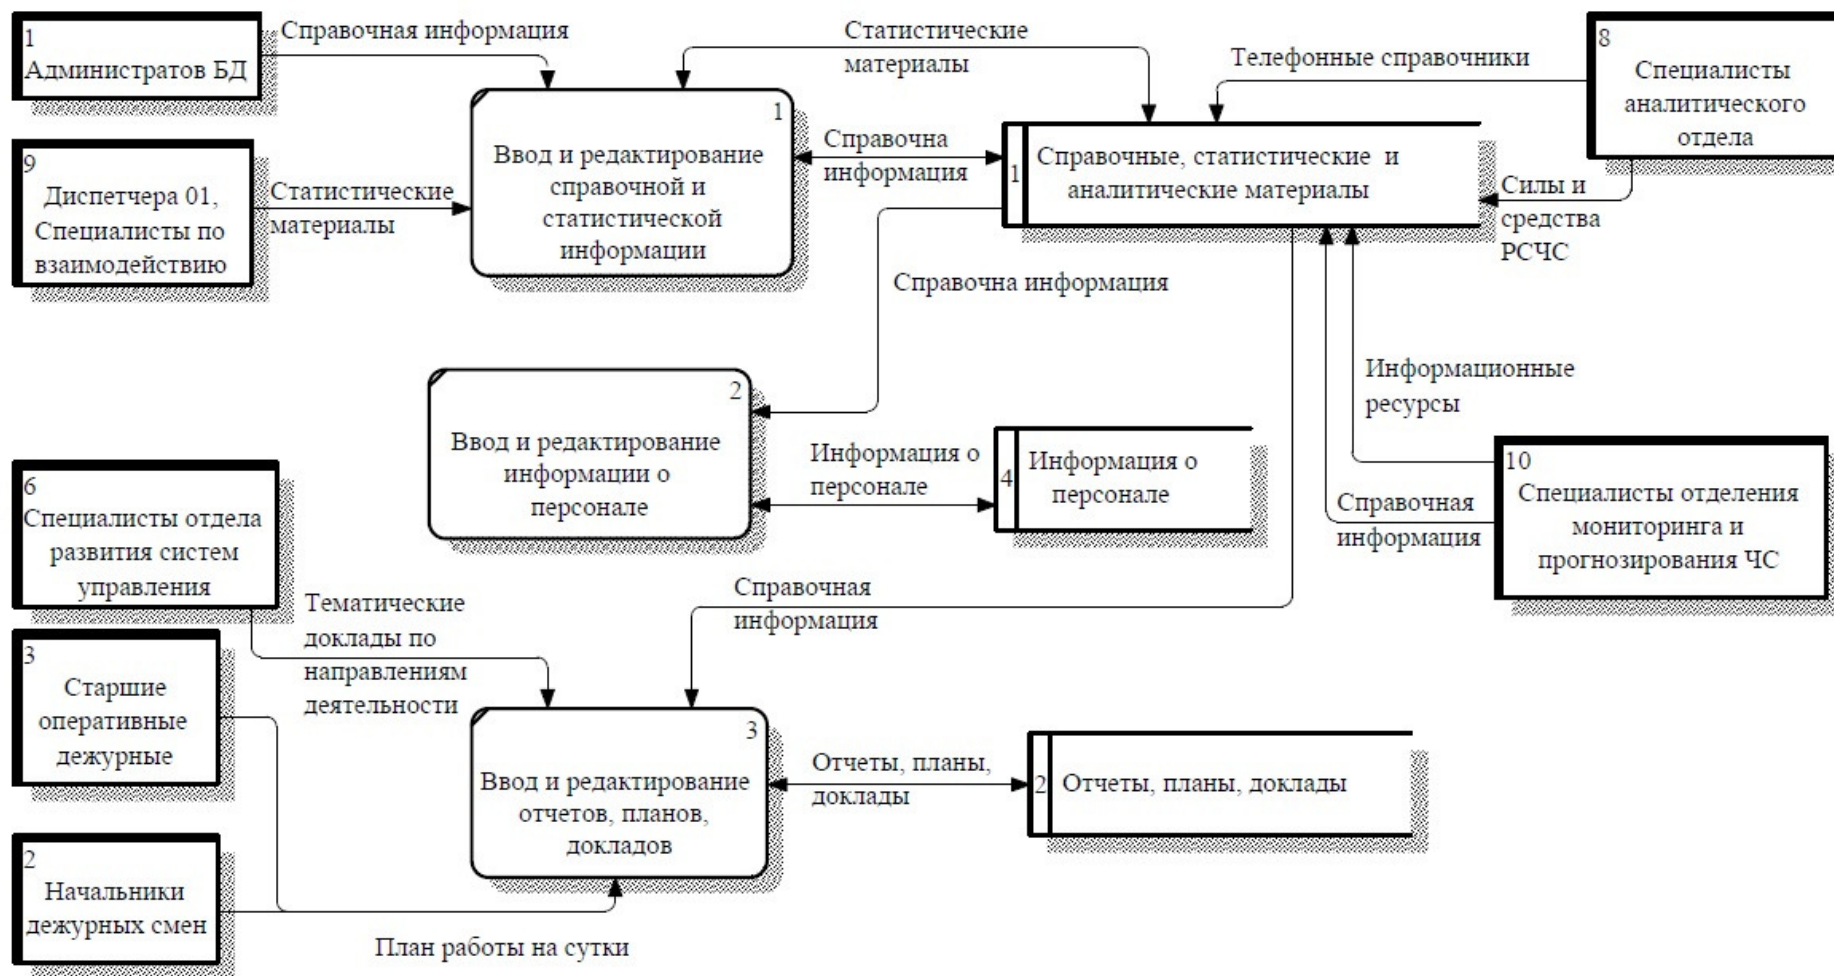 1
Администратов БД
Справочная информация
Статистические
материалы
Телефонные справочники
8
Специалисты
аналитического
отдела
9
Диспетчера 01,
Специалисты по
взаимодействию
Статистические
материалы
1
Ввод и редактирование
справочной и
статистической
информации
Справочна
информация
1
Справочные, статистические и
аналитические материалы
Силы и
средства
РСЧС
Справочна информация
Информационные
ресурсы
2
Ввод и редактирование
информации о
персонале
Информация о
персонале
4
Информация о
персонале
10
Специалисты отделения
мониторинга и
прогнозирования ЧС
Справочная
информация
6
Специалисты отдела
развития систем
управления
Тематические
доклады по
направлениям
деятельности
Справочная
информация
3
Старшие
оперативные
дежурные
3
Ввод и редактирование
отчетов, планов,
докладов
Отчеты, планы,
доклады
2
Отчеты, планы, доклады
2
Начальники
дежурных смен
План работы на сутки